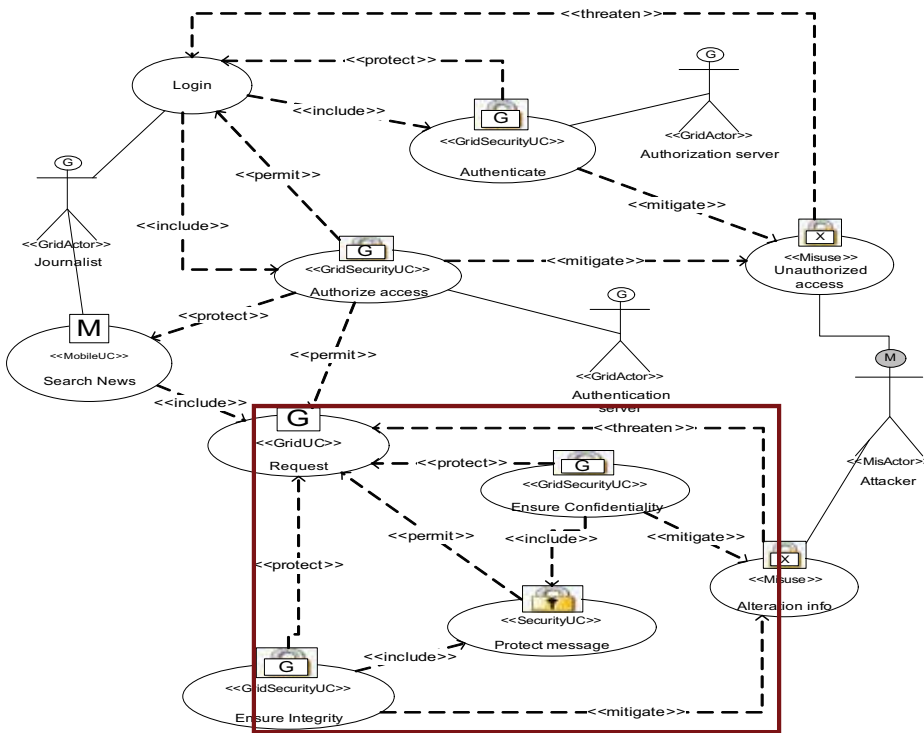 <<threaten>>
G
<<protect>>
Login
<<include>>
G
<<GridSecurityUC>>
Authenticate
<<GridActor>>
Authorization server
G
<<permit>>
<<mitigate>>
<<include>>
<<GridActor>>
Journalist
G
<<GridSecurityUC>>
Authorize access
<<mitigate>>
X
<<Misuse>>
Unauthorized
access
G
<<protect>>
M
<<MobileUC>>
Search News
<<permit>>
<<GridActor>>
Authentication
server
M
<<MisActor>>
Attacker
<<include>>
G
<<GridUC>>
Request
<<threaten>>
<<protect>>
G
<<GridSecurityUC>>
Ensure Confidentiality
<<permit>>
<<include>>
<<mitigate>>
<<protect>>
X
<<Misuse>>
Alteration info
<<SecurityUC>>
Protect message
G
<<GridSecurityUC>>
Ensure Integrity
<<include>>
<<mitigate>>